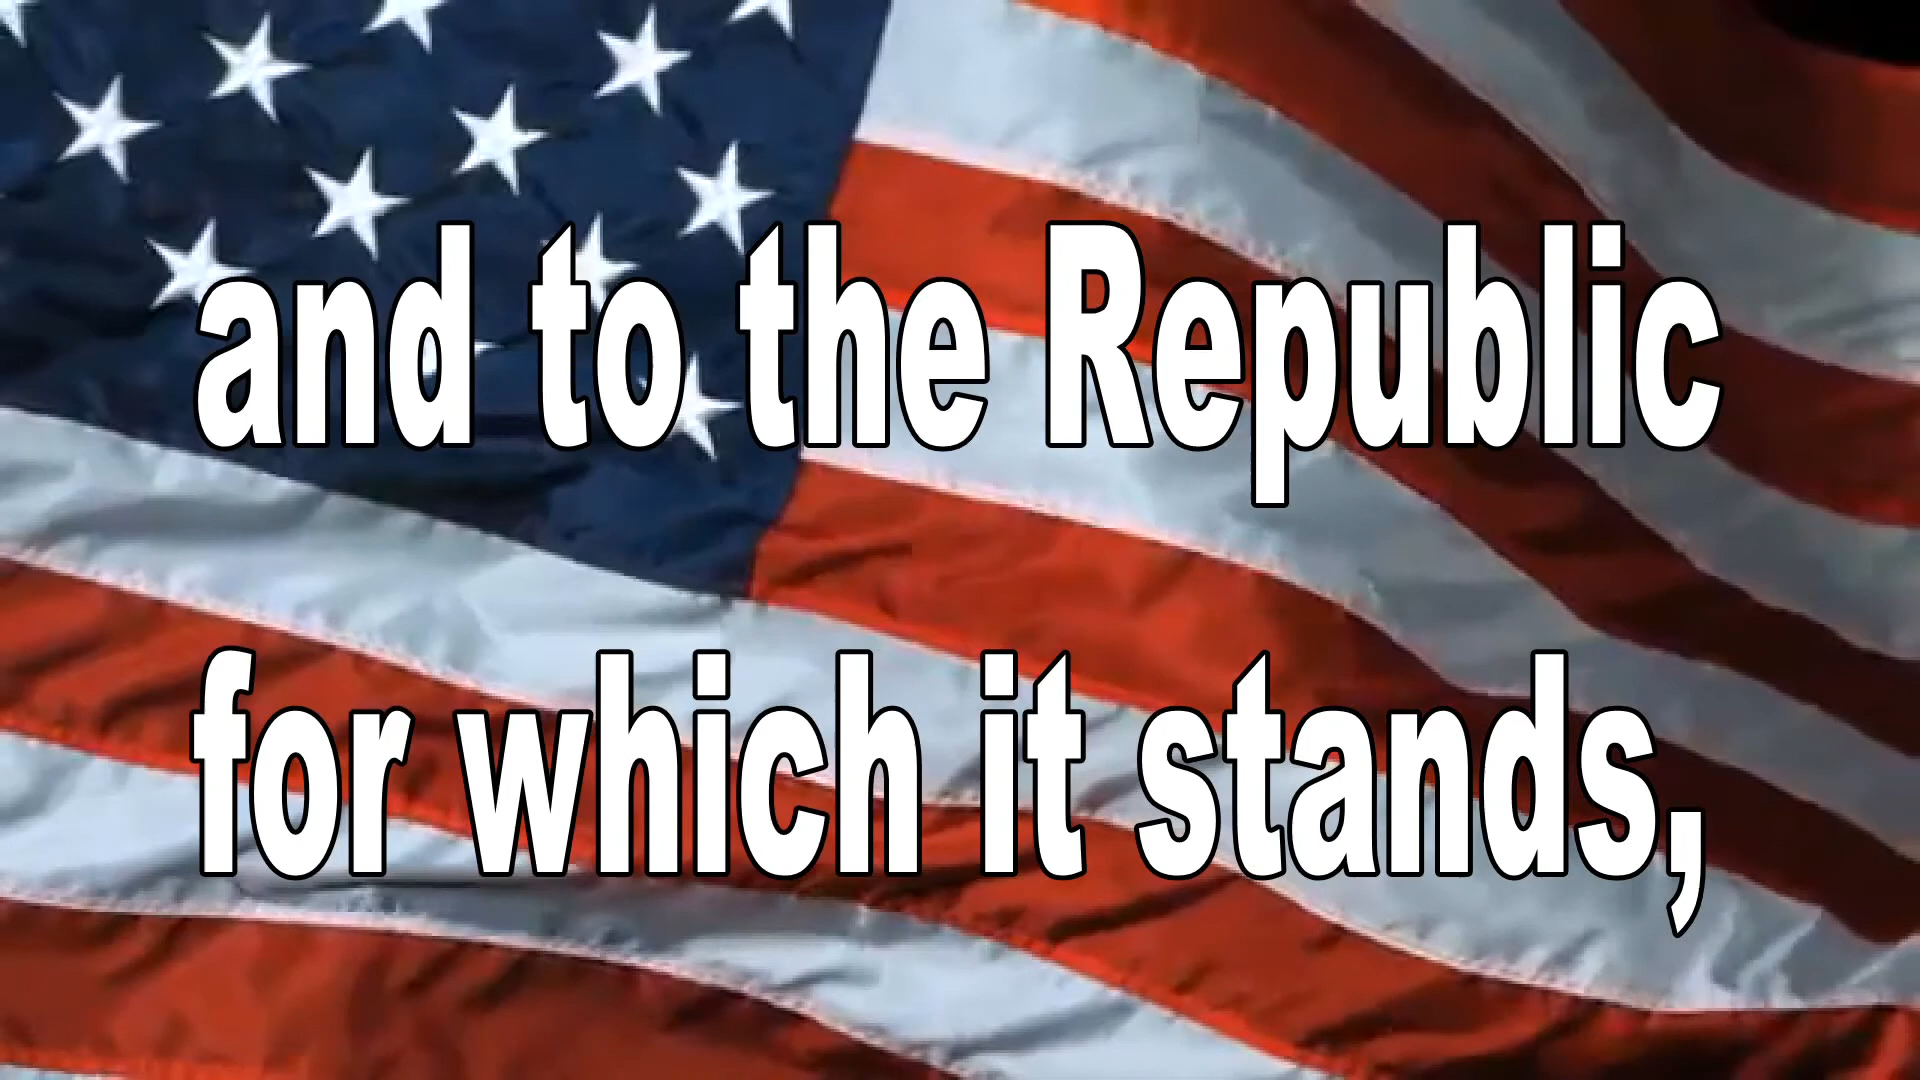 and to the Republic
for which it stands,